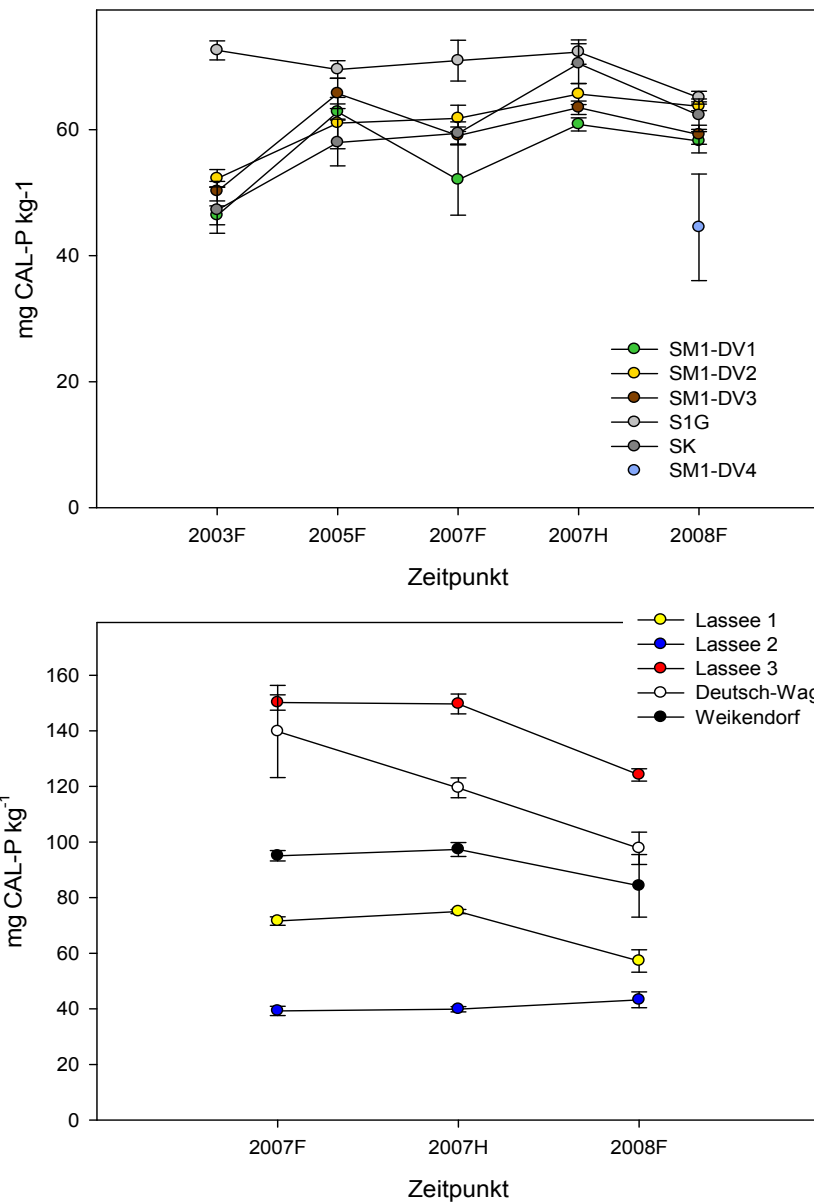 60
40
20
0
mg CAL-P kg-1
SM1-DV1
SM1-DV2
SM1-DV3
S1G
SK
SM1-DV4
2003F 2005F 2007F 2007H 2008F
Zeitpunkt
Lassee 1
Lassee 2
Lassee 3
Deutsch-Wag
Weikendorf
160
140
120
100
80
60
40
20
0
mg CAL-P kg-1
2007F 2007H 2008F
Zeitpunkt